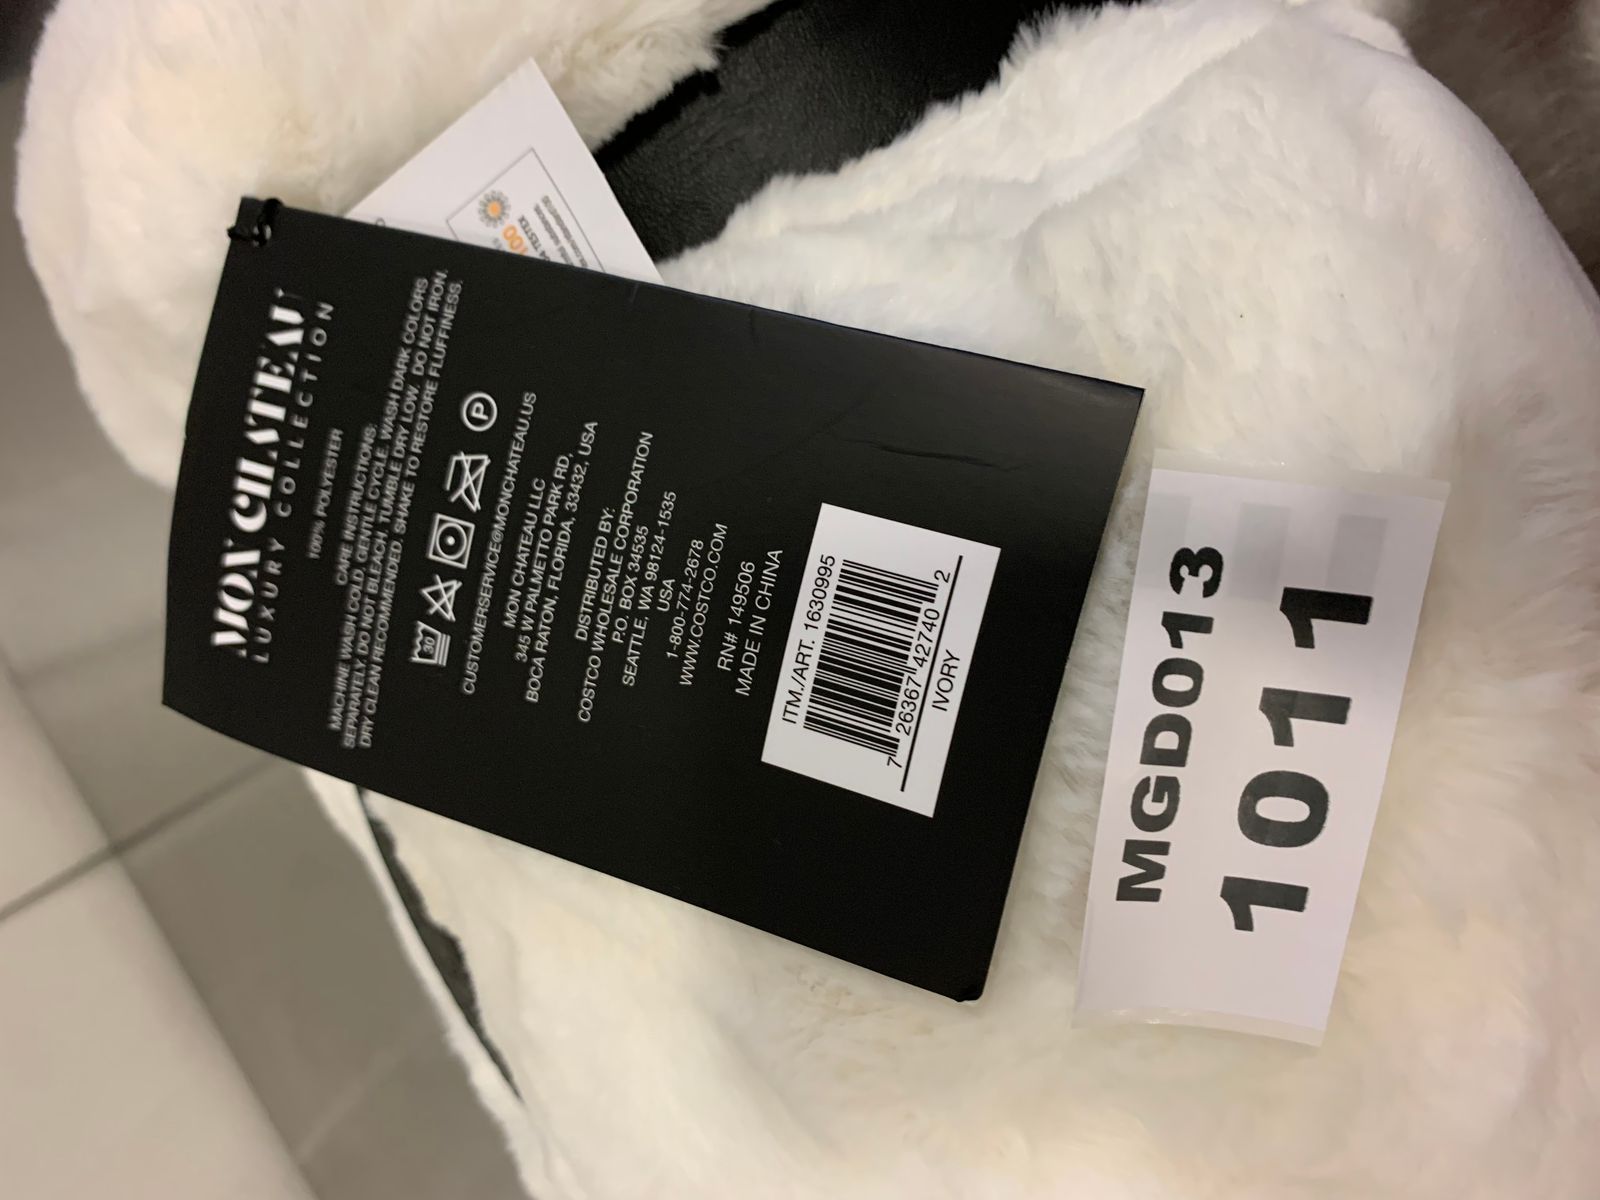 MON CHATEAU
LUXURY COLLECTION
100% POLYESTER
CARE INSTRUCTIONS:
MACHINE WASH COLD, GENTLE CYCLE. WASH DARK COLORS
SEPARATELY. DO NOT BLEACH. TUMBLE DRY LOW. DO NOT IRON.
DRY CLEAN RECOMMENDED. SHAKE TO RESTORE FLUFFINESS.
30 P
CUSTOMERSERVICE@MONCHATEAU.US
MON CHATEAU LLC
345 W PALMETTO PARK RD,
BOCA RATON, FLORIDA, 33432, USA
DISTRIBUTED BY:
COSTCO WHOLESALE CORPORATION
P.O. BOX 34535
SEATTLE, WA 98124-1535
USA
1-800-774-2678
WWW.COSTCO.COM
RN# 149506
MADE IN CHINA
ITM./ART. 1630995
7 26367 42740 2
IVORY
MGD013
1011
100
TESTEX